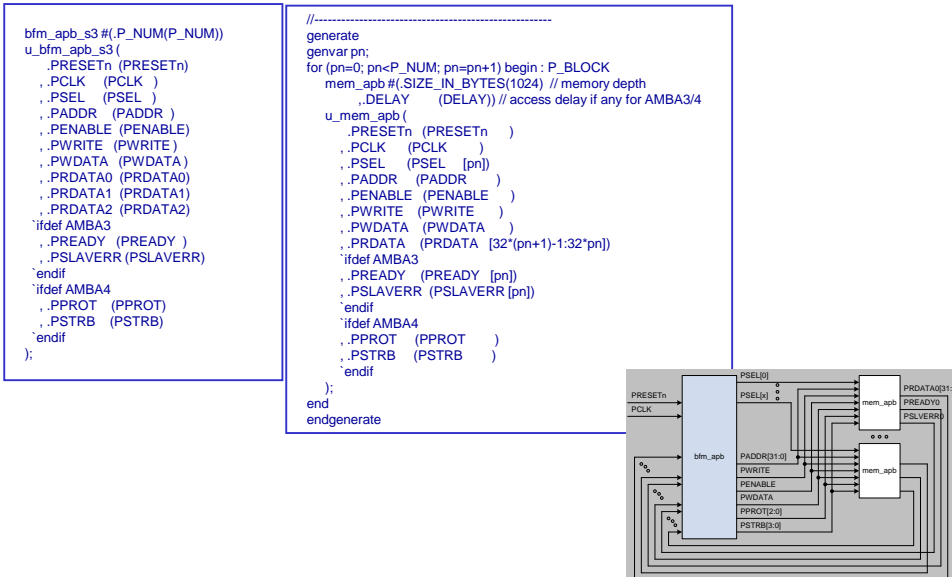 bfm_apb_s3 #(.P_NUM(P_NUM))
u_bfm_apb_s3 (
.PRESETn (PRESETn)
, .PCLK (PCLK )
, .PSEL (PSEL )
, .PADDR (PADDR )
, .PENABLE (PENABLE)
, .PWRITE (PWRITE )
, .PWDATA (PWDATA )
, .PRDATA0 (PRDATA0)
, .PRDATA1 (PRDATA1)
, .PRDATA2 (PRDATA2)
`ifdef AMBA3
, .PREADY (PREADY )
, .PSLAVERR (PSLAVERR)
`endif
`ifdef AMBA4
, .PPROT (PPROT)
, .PSTRB (PSTRB)
`endif
);
//-----------------------------------------------------
generate
genvar pn;
for (pn=0; pn<P_NUM; pn=pn+1) begin : P_BLOCK
mem_apb #(.SIZE_IN_BYTES(1024) // memory depth
,.DELAY (DELAY)) // access delay if any for AMBA3/4
u_mem_apb (
.PRESETn (PRESETn )
, .PCLK (PCLK )
, .PSEL (PSEL [pn])
, .PADDR (PADDR )
, .PENABLE (PENABLE )
, .PWRITE (PWRITE )
, .PWDATA (PWDATA )
, .PRDATA (PRDATA [32*(pn+1)-1:32*pn])
`ifdef AMBA3
, .PREADY (PREADY [pn])
, .PSLAVERR (PSLAVERR [pn])
`endif
`ifdef AMBA4
, .PPROT (PPROT )
, .PSTRB (PSTRB )
`endif
);
end
endgenerate
PRESETn
PCLK
bfm_apb
PSEL[0]
PSEL[x]
PADDR[31:0]
PWRITE
PENABLE
PWDATA
PPROT[2:0]
PSTRB[3:0]
mem_apb
mem_apb
PRDATA0[31:
PREADY0
PSLVERR0